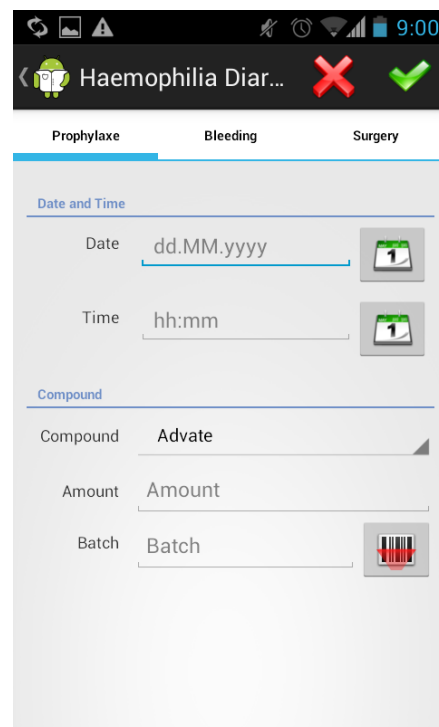 9:00
Haemophilia Diar...
Prophylaxe Bleeding Surgery
Date and Time
Date dd.MM.yyyy 1
Time hh:mm 1
Compound
Compound Advate
Amount Amount
Batch Batch